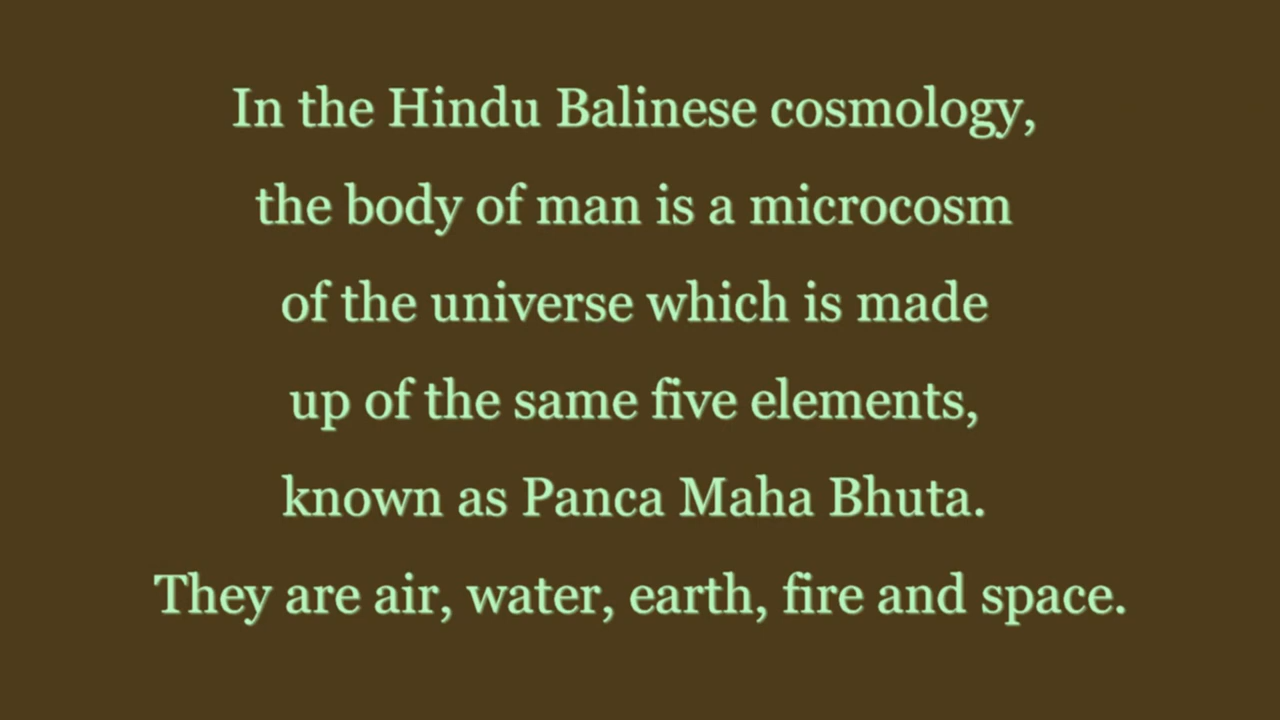 In the Hindu Balinese cosmology,
the body of man is a microcosm
of the universe which is made
up of the same five elements,
known as Panca Maha Bhuta.
They are air, water, earth, fire and space.